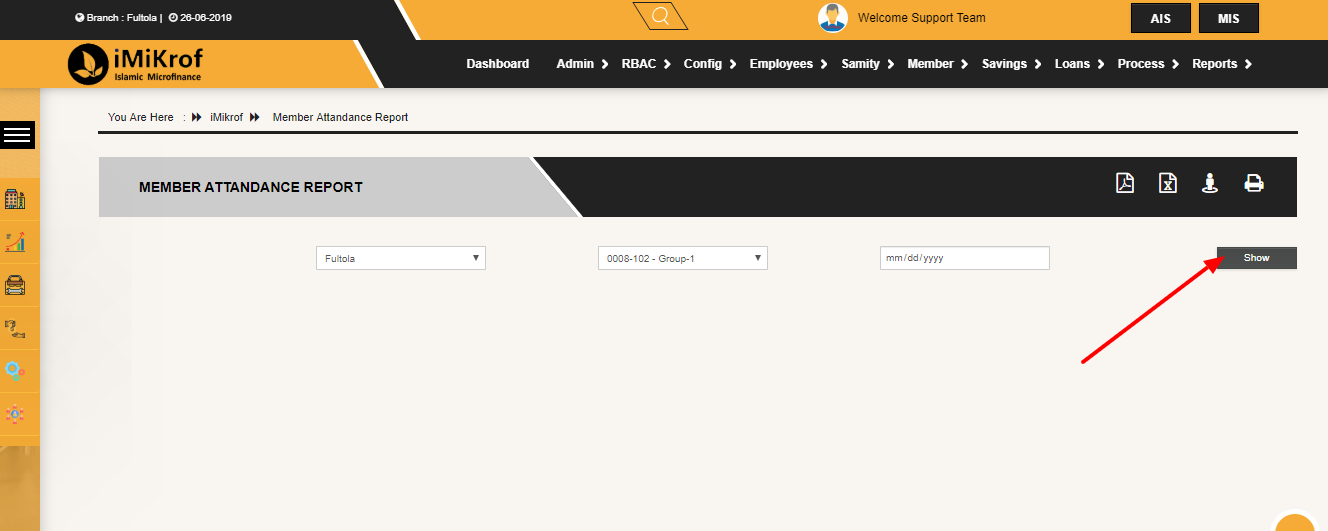 Branch : Fultola | 26-06-2019
Welcome Support Team
AIS
MIS
iMiKrof
Islamic Microfinance
Dashboard Admin RBAC Config Employees Samity Member Savings Loans Process Reports
You Are Here : iMikrof Member Attandance Report
MEMBER ATTANDANCE REPORT
Fultola
0008-102 - Group-1
mm/dd/yyyy
Show